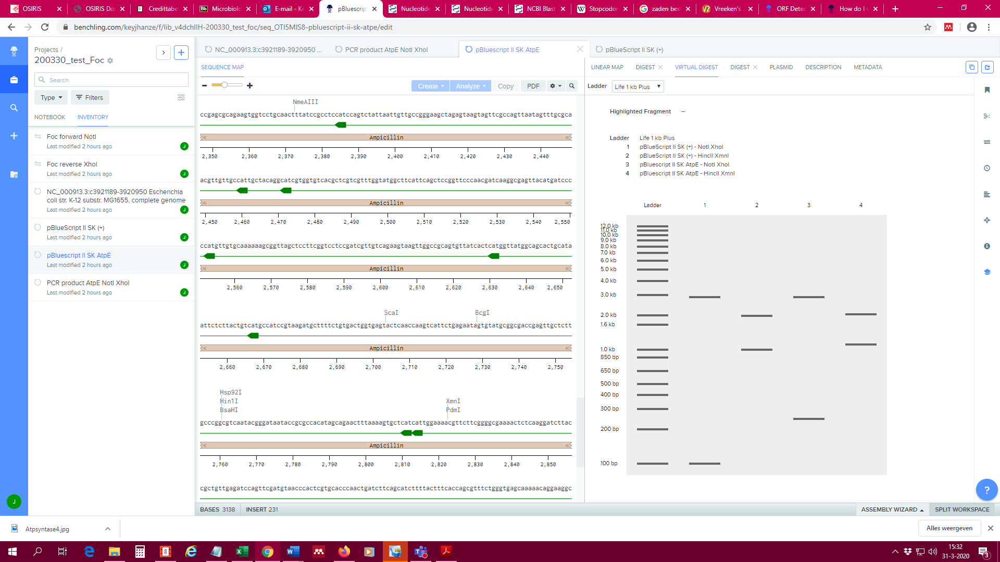 OSIRIS
OSIRIS Doc
Credittabel
Microbiolo
E-mail - Ke
pBluescript
Nucleotide
Nucleotide
NCBI Blast
Stopcodon
zaden best
Vreeken's
ORF Detec
How do I v
benchling.com/keyjhanze/f/lib_v4dchIIH-200330_test_foc/seq_OTI5MIS8-pbluescript-ii-sk-atpe/edit
Projects /
200330_test_Foc
Search
Type
Filters
NOTEBOOK
INVENTORY
Foc forward NotI
Last modified 2 hours ago
J
Foc reverse XhoI
Last modified 2 hours ago
J
NC_000913.3:c3921189-3920950 Escherichia
coli str. K-12 substr. MG1655, complete genome
Last modified 2 hours ago
J
pBlueScript II SK (+)
Last modified 2 hours ago
J
pBluescript II SK AtpE
Last modified 2 hours ago
J
PCR product AtpE NotI XhoI
Last modified 2 hours ago
J
J
NC_000913.3:c3921189-3920950 ...
PCR product AtpE NotI XhoI
pBluescript II SK AtpE
pBlueScript II SK (+)
SEQUENCE MAP
Create
Analyze
Copy
PDF
NmeAIII
ccgagcgcagaagtggtcctgcaactttatccgcctccatccagtctattaattgttgccgggaagctagagtaagtagttcgccagttaatagtttgcgca
Ampicillin
2,350 2,360 2,370 2,380 2,390 2,400 2,410 2,420 2,430 2,440
acgttgttgccattgctacaggcatcgtggtgtcacgctcgtcgtttggtatggcttcattcagctccggttcccaacgatcaaggcgagttacatgatccc
Ampicillin
2,450 2,460 2,470 2,480 2,490 2,500 2,510 2,520 2,530 2,540 2,550
ccatgttgtgcaaaaaagcggttagctccttcggtcctccgatcgttgtcagaagtaagttggccgcagtgttatcactcatggttatggcagcactgcata
Ampicillin
2,560 2,570 2,580 2,590 2,600 2,610 2,620 2,630 2,640 2,650
ScaI
BcgI
attctcttactgtcatgccatccgtaagatgcttttctgtgactggtgagtactcaaccaagtcattctgagaatagtgtatgcggcgaccgagttgctctt
Ampicillin
2,660 2,670 2,680 2,690 2,700 2,710 2,720 2,730 2,740 2,750
Hsp92I
Hin1I
BsaHI
XmnI
PdmI
gcccggcgtcaatacgggataataccgcgccacatagcagaactttaaaagtgctcatcattggaaaacgttcttcggggcgaaaactctcaaggatcttac
Ampicillin
2,760 2,770 2,780 2,790 2,800 2,810 2,820 2,830 2,840 2,850
cgctgttgagatccagttcgatgtaacccactcgtgcacccaactgatcttcagcatcttttactttcaccagcgtttctgggtgagcaaaaacaggaaggc
BASES 3138
INSERT 231
LINEAR MAP
DIGEST
VIRTUAL DIGEST
DIGEST
PLASMID
DESCRIPTION
METADATA
Ladder
Life 1 kb Plus
Highlighted Fragment --
Ladder Life 1 kb Plus
1 pBlueScript II SK (+) - NotI XhoI
2 pBlueScript II SK (+) - HincII XmnI
3 pBluescript II SK AtpE - NotI XhoI
4 pBluescript II SK AtpE - HincII XmnI
Ladder 1 2 3 4
12.0 kb
11.0 kb
10.0 kb
9.0 kb
8.0 kb
7.0 kb
6.0 kb
5.0 kb
4.0 kb
3.0 kb
2.0 kb
1.6 kb
1.0 kb
850 bp
650 bp
500 bp
400 bp
300 bp
200 bp
100 bp
?
ASSEMBLY WIZARD
SPLIT WORKSPACE
Atpsyntase4.jpg
Alles weergeven
15:32
31-3-2020
3